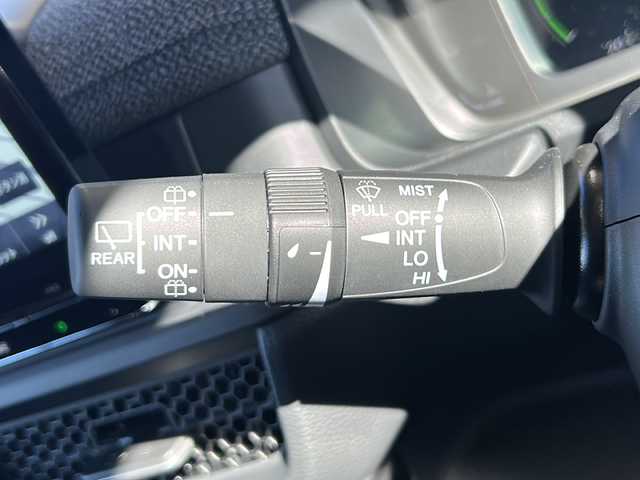 OFF
INT
ON
REAR
PULL
MIST
OFF
INT
LO
HI